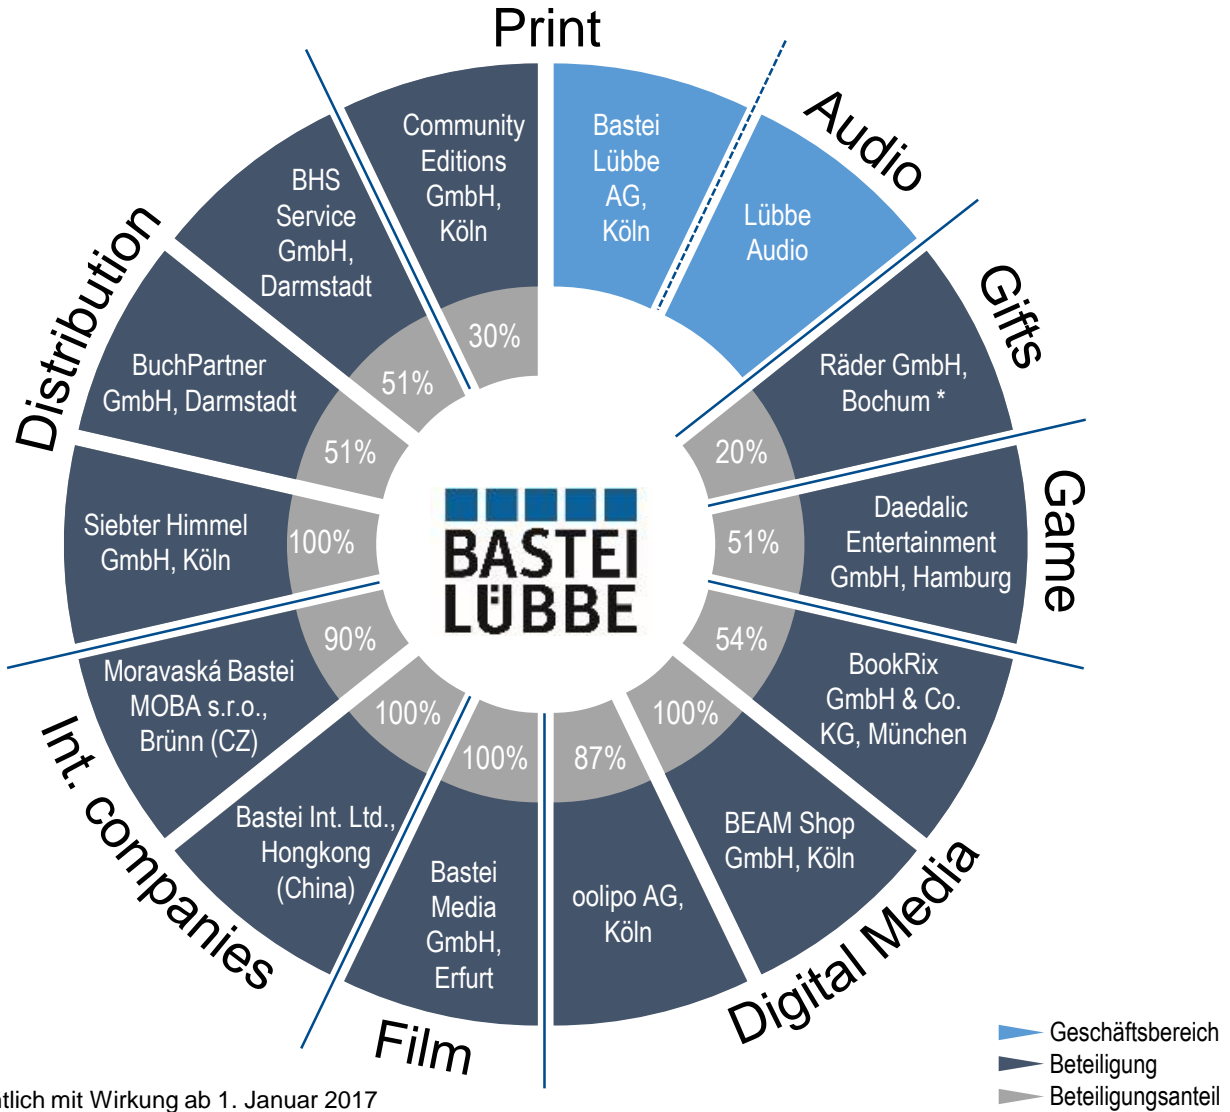 Print
Audio
Gifts
Game
Digital Media
Film
Int. companies
Distribution
Bastei
Lübbe
AG,
Köln
Lübbe
Audio
Räder GmbH,
Bochum *
20%
Daedalic
Entertainment
GmbH, Hamburg
51%
BookRix
GmbH & Co.
KG, München
54%
BEAM Shop
GmbH, Köln
100%
oolipo AG,
Köln
87%
Bastei
Media
GmbH,
Erfurt
100%
Bastei Int. Ltd.,
Hongkong
(China)
100%
Moravaská Bastei
MOBA s.r.o.,
Brünn (CZ)
90%
Siebter Himmel
GmbH, Köln
100%
BuchPartner
GmbH, Darmstadt
51%
BHS
Service
GmbH,
Darmstadt
51%
Community
Editions
GmbH,
Köln
30%
BASTEI
LÜBBE
Geschäftsbereich
Beteiligung
Beteiligungsanteil
mit Wirkung ab 1. Januar 2017